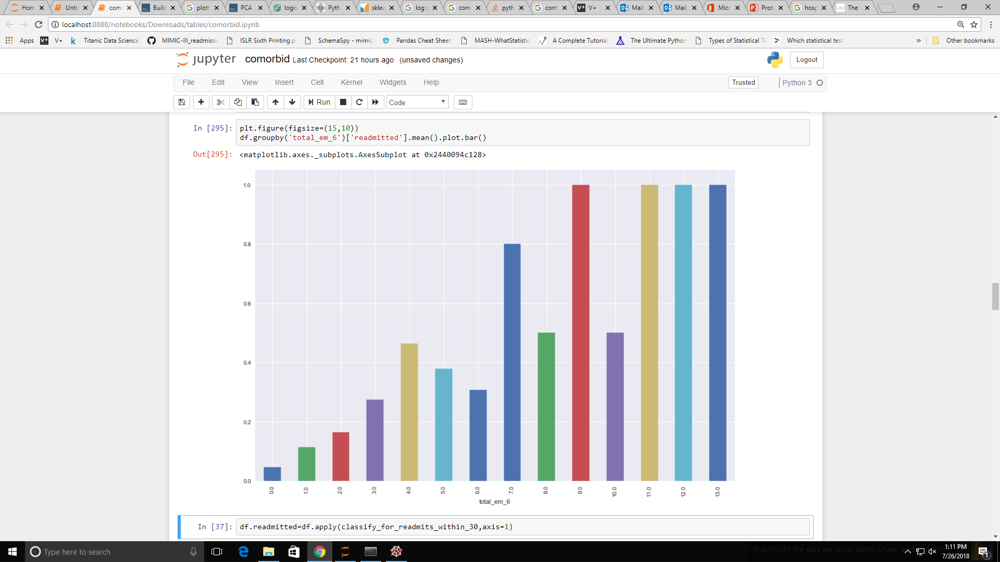 Hom Untit com Build plott PCA logis Pyth sklea log p conv pyth cont V+ Mail Mail Micr Prot hosp The
localhost:8888/notebooks/Downloads/tables/comorbid.ipynb
Apps V+ Titanic Data Science MIMIC-III_readmissi ISLR Sixth Printing.p SchemaSpy - mimic. Pandas Cheat Sheet MASH-WhatStatistic A Complete Tutorial The Ultimate Python Types of Statistical Te Which statistical test » Other bookmarks
jupyter comorbid Last Checkpoint: 21 hours ago (unsaved changes) Logout
File Edit View Insert Cell Kernel Widgets Help Trusted Python 3
Run Code
In [295]: plt.figure(figsize=(15,10))
df.groupby('total_em_6')['readmitted'].mean().plot.bar()
Out[295]: <matplotlib.axes._subplots.AxesSubplot at 0x2440094c128>
1.0
0.8
0.6
0.4
0.2
0.0
0.0 1.0 2.0 3.0 4.0 5.0 6.0 7.0 8.0 9.0 10.0 11.0 12.0 13.0
total_em_6
In [37]: df.readmitted=df.apply(classify_for_readmits_within_30,axis=1)
Type here to search
Transform the way we work, learn, share and
1:11 PM
7/26/2018
1